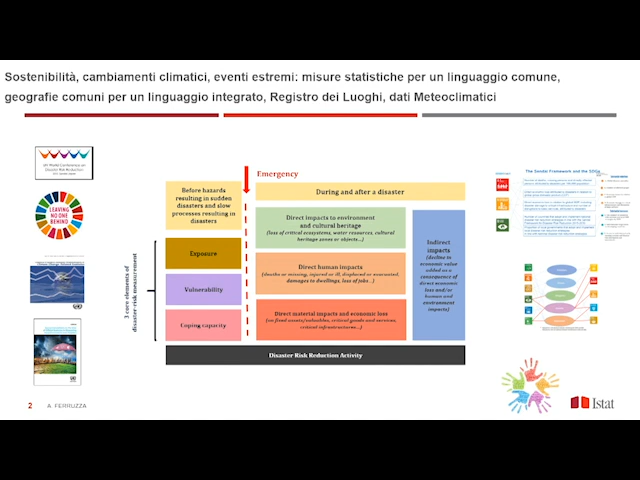 Sostenibilità, cambiamenti climatici, eventi estremi: misure statistiche per un linguaggio comune,
geografie comuni per un linguaggio integrato, Registro dei Luoghi, dati Meteoclimatici
LEAVING
NO ONE
BEHIND
3 core elements of
disaster risk measurement
Before hazards
resulting in sudden
disasters and slow
processes resulting in
disasters
Exposure
Vulnerability
Coping capacity
Emergency
During and after a disaster
Direct impacts to environment
and cultural heritage
(loss of critical ecosystems, water resources, cultural
heritage zones or objects...)
Direct human impacts
(deaths or missing, injured or ill, displaced or evacuated,
damages to dwellings, loss of jobs...)
Direct material impacts and economic loss
(on fixed assets/valuables, critical goods and services,
critical infrastructures...)
Indirect
impacts
(decline in
economic value
added as a
consequence of
direct economic
loss and/or
human and
environment
impacts)
Disaster Risk Reduction Activity
The Sendai Framework and the SDGs
2
A. FERRUZZA
Istat